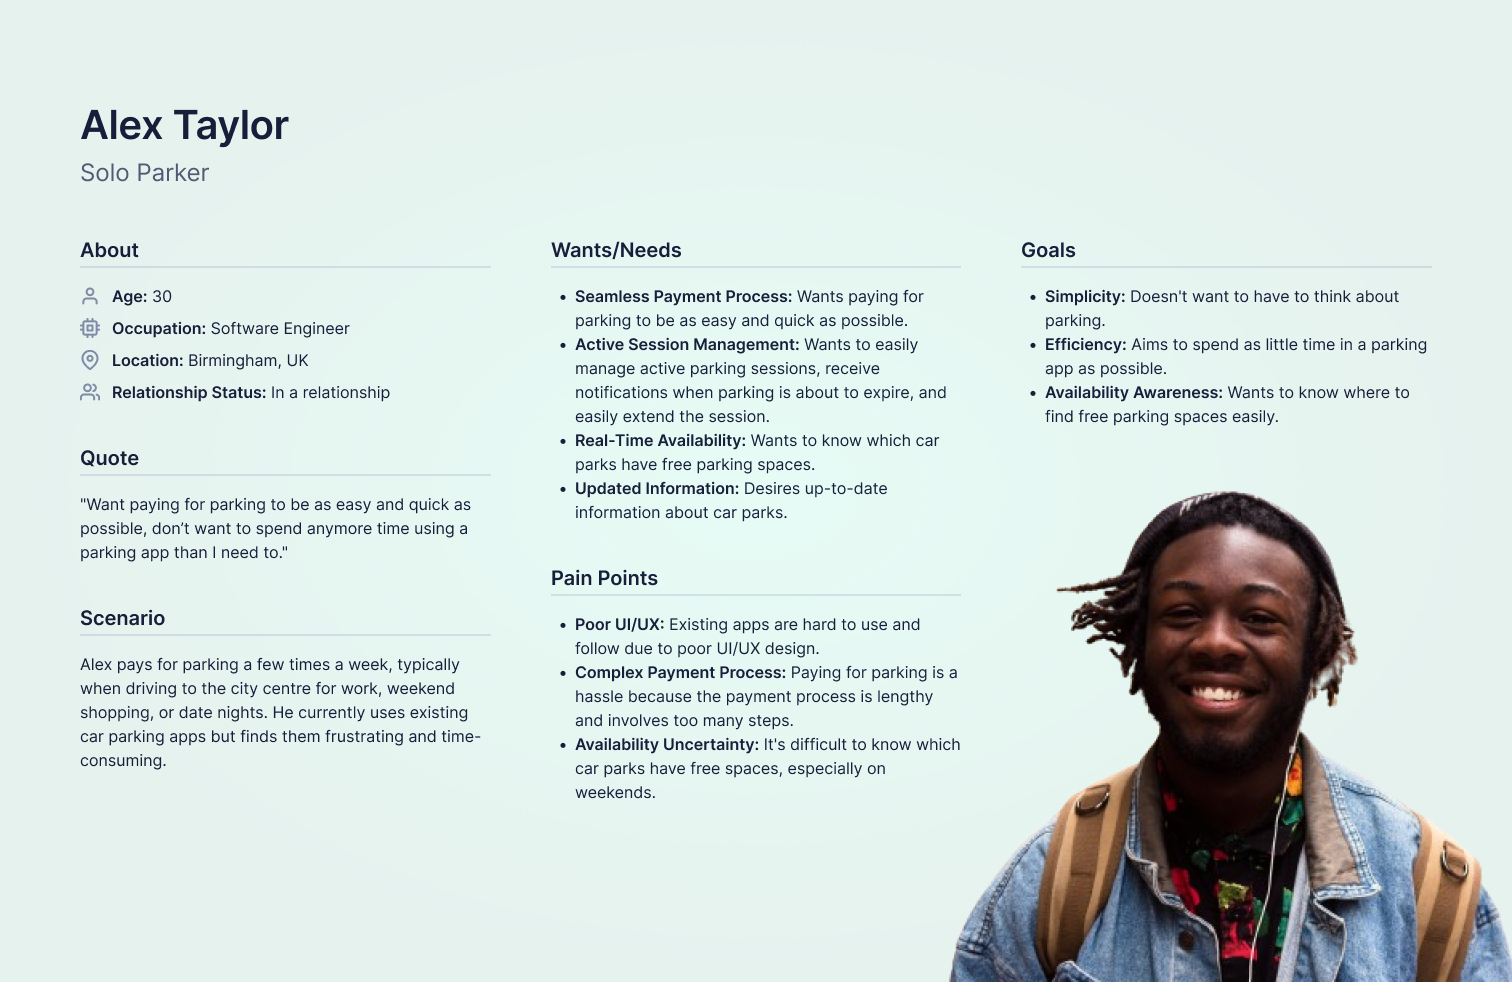 Alex Taylor
Solo Parker
About
Age: 30
Occupation: Software Engineer
Location: Birmingham, UK
Relationship Status: In a relationship
Quote
"Want paying for parking to be as easy and quick as
possible, don’t want to spend anymore time using a
parking app than I need to."
Scenario
Alex pays for parking a few times a week, typically
when driving to the city centre for work, weekend
shopping, or date nights. He currently uses existing
car parking apps but finds them frustrating and time-
consuming.
Wants/Needs
• Seamless Payment Process: Wants paying for
parking to be as easy and quick as possible.
• Active Session Management: Wants to easily
manage active parking sessions, receive
notifications when parking is about to expire, and
easily extend the session.
• Real-Time Availability: Wants to know which car
parks have free parking spaces.
• Updated Information: Desires up-to-date
information about car parks.
Pain Points
• Poor UI/UX: Existing apps are hard to use and
follow due to poor UI/UX design.
• Complex Payment Process: Paying for parking is a
hassle because the payment process is lengthy
and involves too many steps.
• Availability Uncertainty: It's difficult to know which
car parks have free spaces, especially on
weekends.
Goals
• Simplicity: Doesn't want to have to think about
parking.
• Efficiency: Aims to spend as little time in a parking
app as possible.
• Availability Awareness: Wants to know where to
find free parking spaces easily.